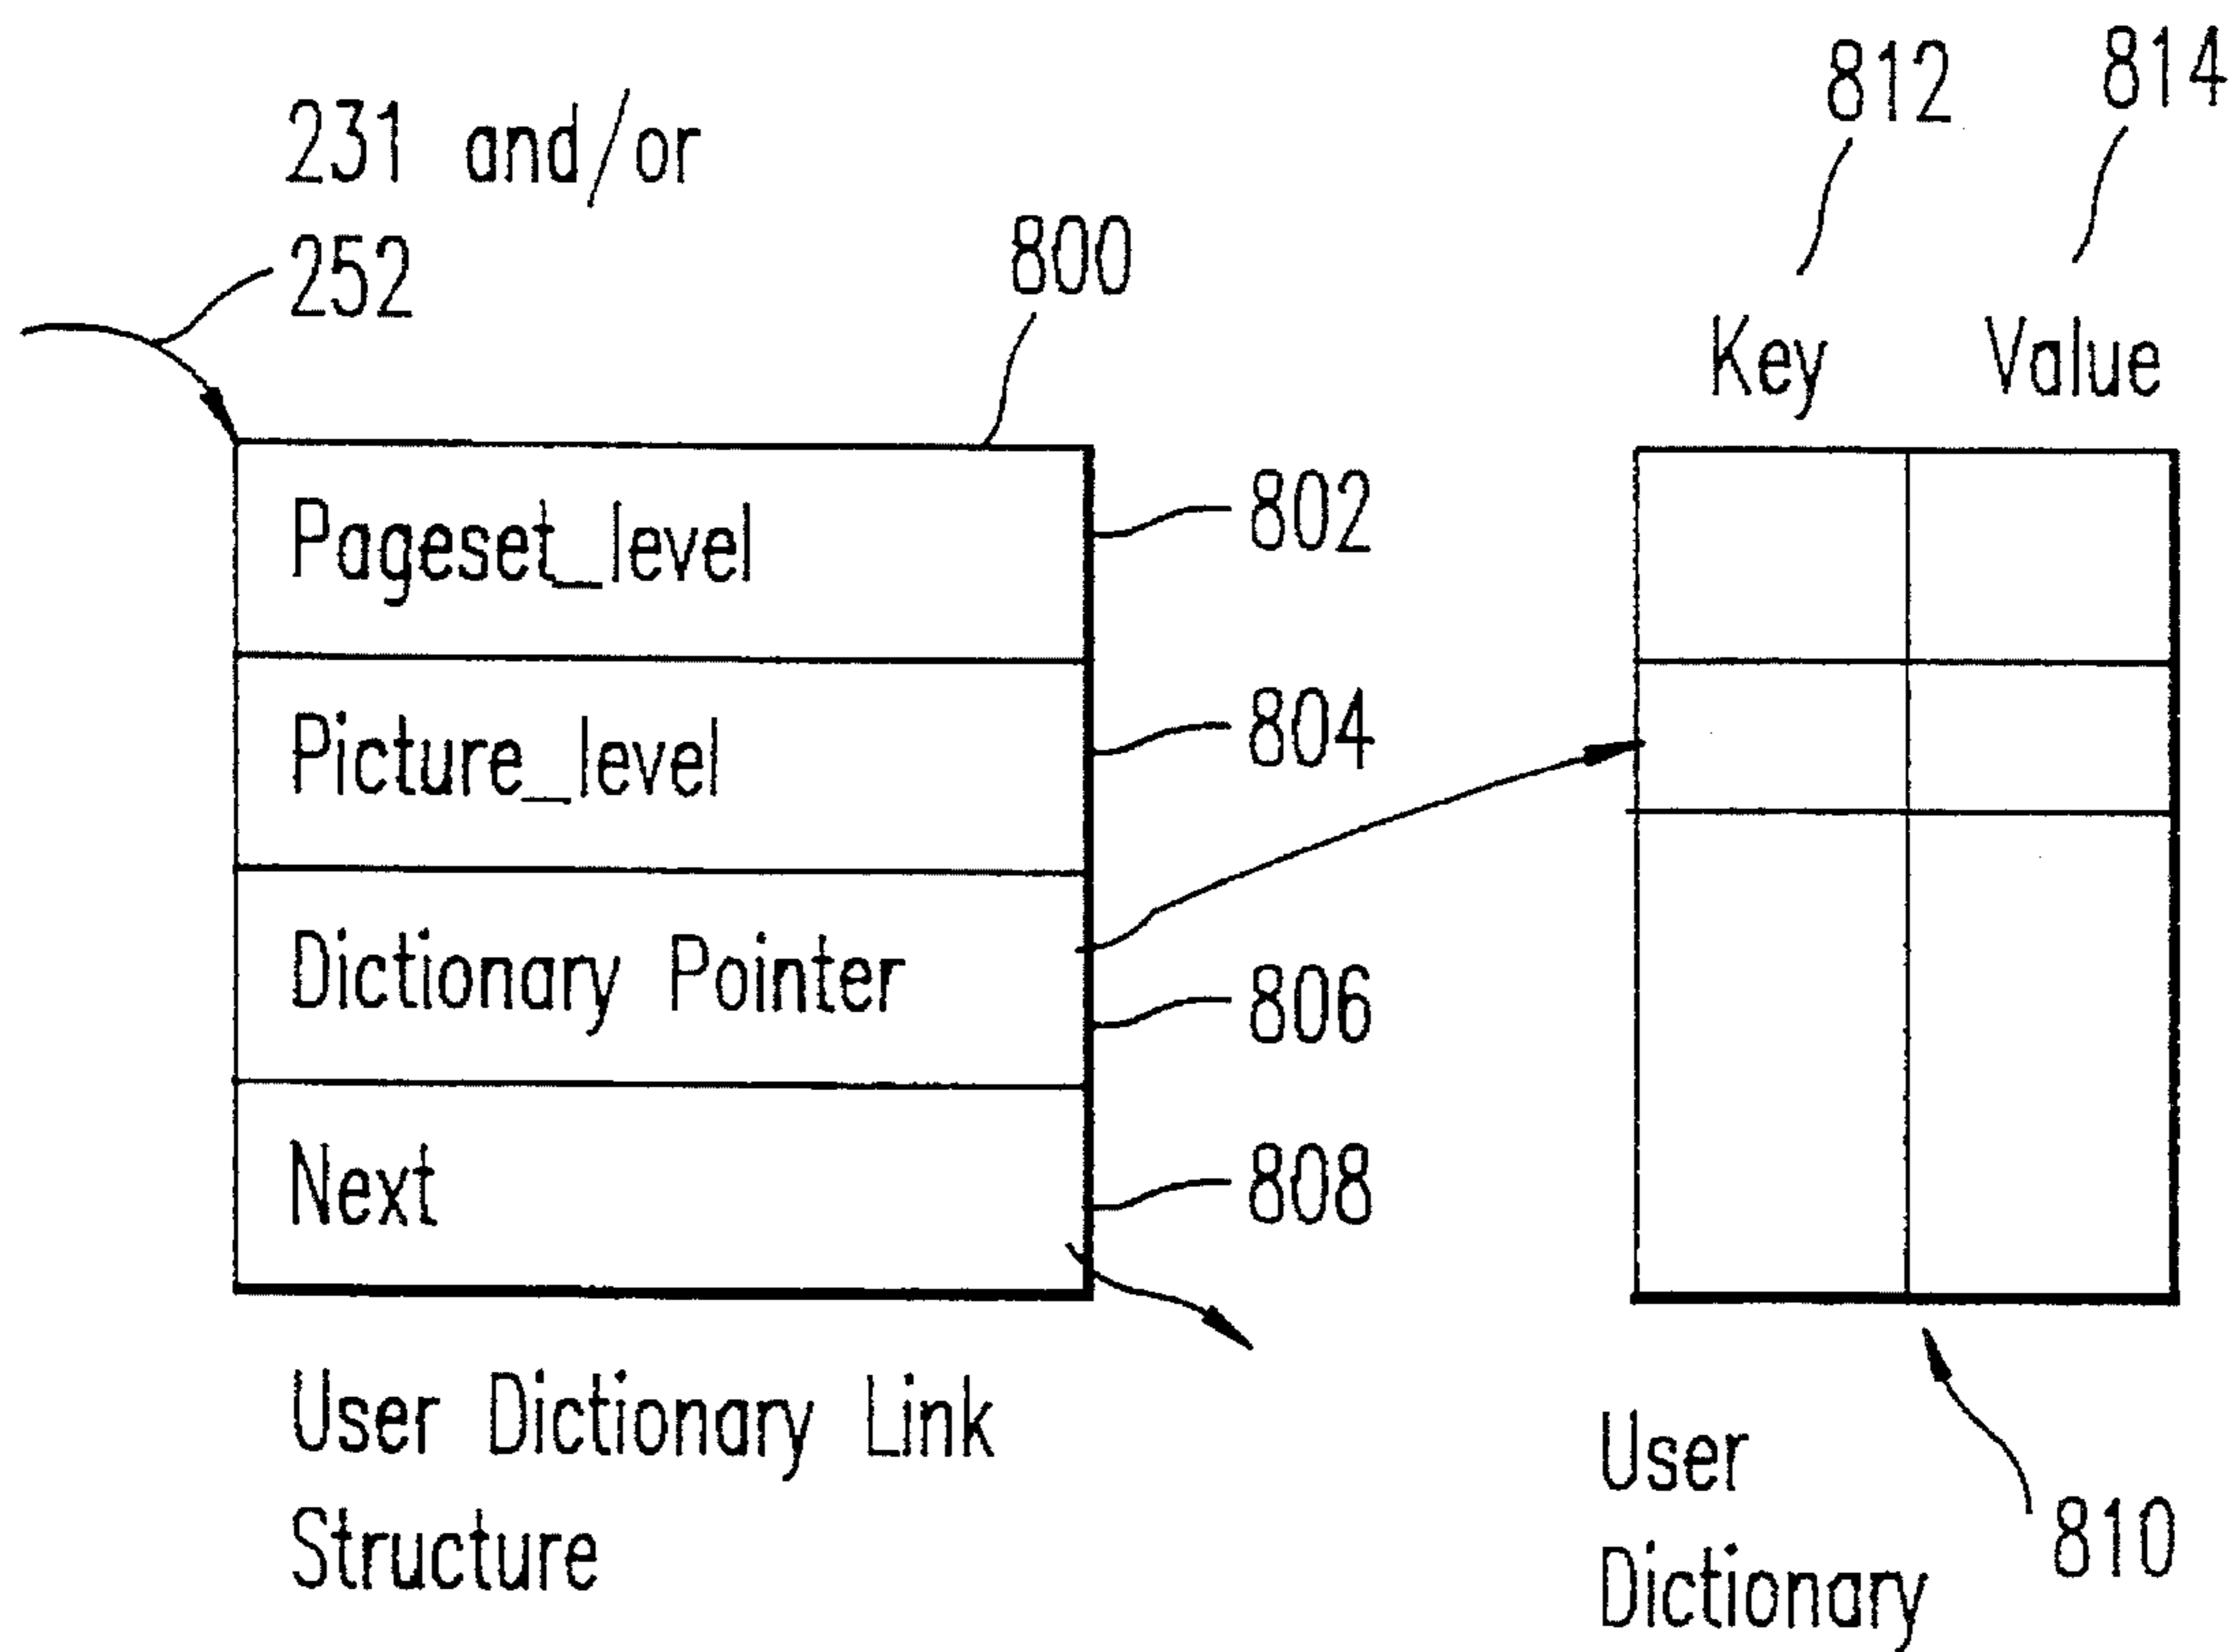 231 and/or
252
800
812
814
Key
Value
Pageset_level
802
Picture_level
804
Dictionary Pointer
806
Next
808
User Dictionary Link
Structure
User
Dictionary
810